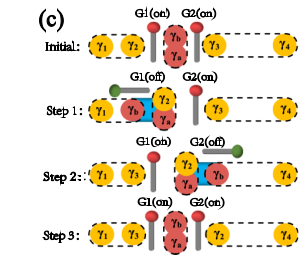 (c)
G1(on) G2(on)
Initial: γ1 γ2 γb γa γ3 γ4
G1(off) G2(on)
Step 1: γ1 γb γ2 γa γ3 γ4
G1(on) G2(off)
Step 2: γ1 γ3 γ2 γa γb γ4
G1(on) G2(on)
Step 3: γ1 γ3 γb γa γ2 γ4